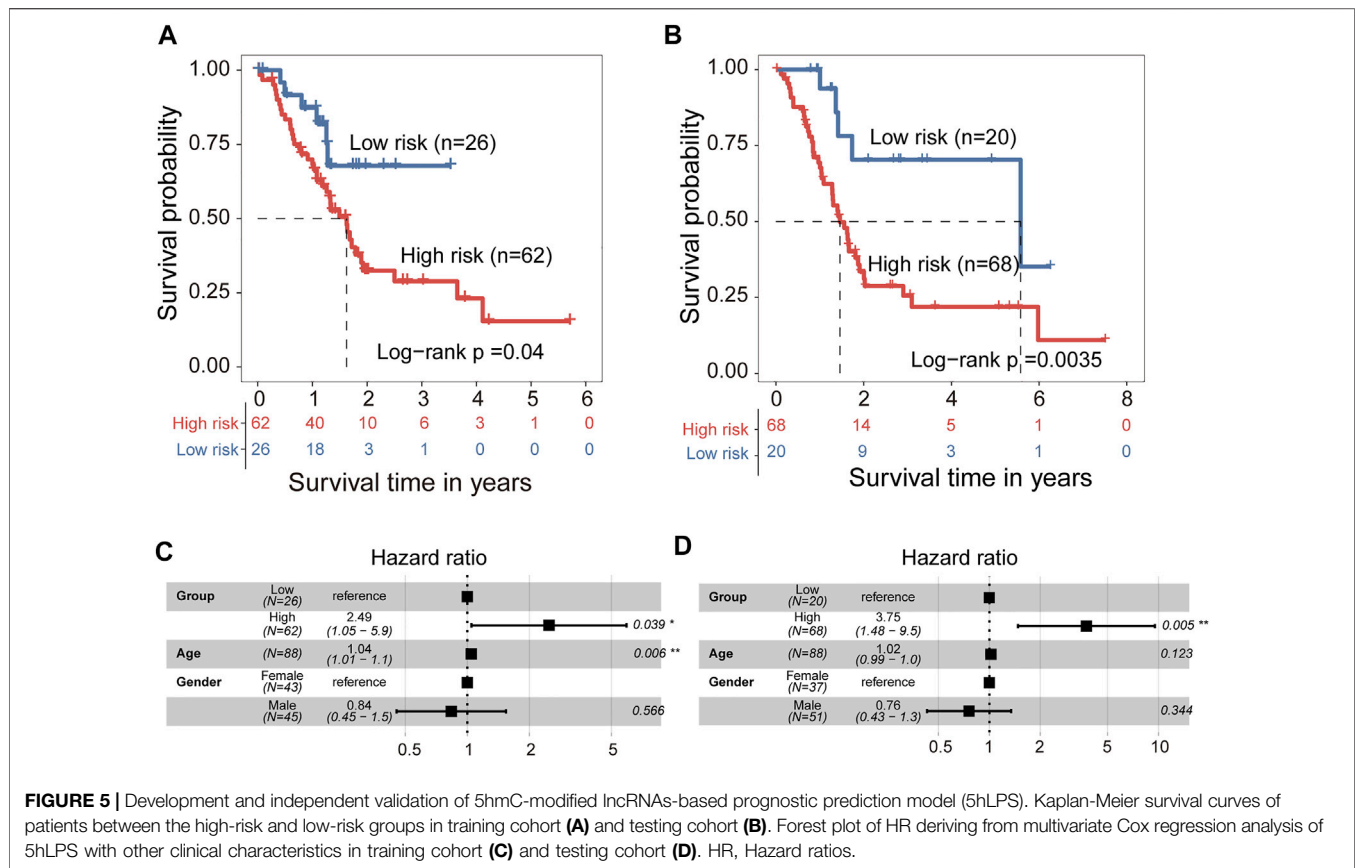 A
1.00
0.75
0.50
0.25
0.00
Survival probability
Low risk (n=26)
High risk (n=62)
Log−rank p =0.04
0 1 2 3 4 5 6
High risk 62 40 10 6 3 1 0
Low risk 26 18 3 1 0 0 0
Survival time in years
B
1.00
0.75
0.50
0.25
0.00
Survival probability
Low risk (n=20)
High risk (n=68)
Log−rank p =0.0035
0 2 4 6 8
High risk 68 14 5 1 0
Low risk 20 9 3 1 0
Survival time in years
C
Hazard ratio
Group Low (N=26) reference
High (N=62) 2.49 (1.05 − 5.9) 0.039 *
Age (N=88) 1.04 (1.01 − 1.1) 0.006 **
Gender Female (N=43) reference
Male (N=45) 0.84 (0.45 − 1.5) 0.566
0.5 1 2 5
D
Hazard ratio
Group Low (N=20) reference
High (N=68) 3.75 (1.48 − 9.5) 0.005 **
Age (N=88) 1.02 (0.99 − 1.0) 0.123
Gender Female (N=37) reference
Male (N=51) 0.76 (0.43 − 1.3) 0.344
0.5 1 2 5 10
FIGURE 5 | Development and independent validation of 5hmC-modified lncRNAs-based prognostic prediction model (5hLPS). Kaplan-Meier survival curves of
patients between the high-risk and low-risk groups in training cohort (A) and testing cohort (B). Forest plot of HR deriving from multivariate Cox regression analysis of
5hLPS with other clinical characteristics in training cohort (C) and testing cohort (D). HR, Hazard ratios.